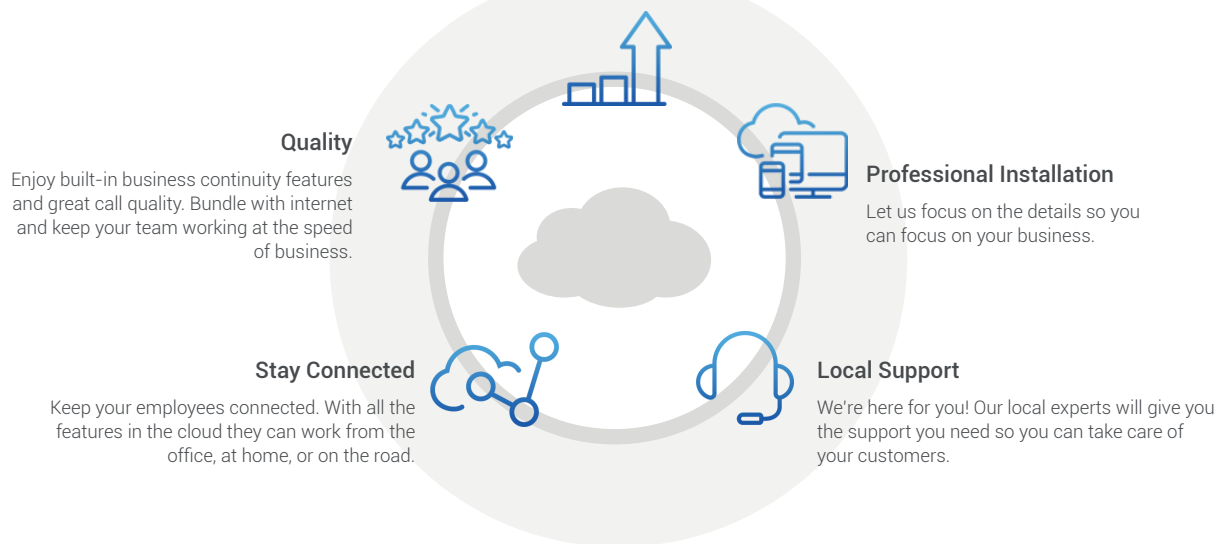 Quality
Enjoy built-in business continuity features
and great call quality. Bundle with internet
and keep your team working at the speed
of business.
Professional Installation
Let us focus on the details so you
can focus on your business.
Stay Connected
Keep your employees connected. With all the
features in the cloud they can work from the
office, at home, or on the road.
Local Support
We're here for you! Our local experts will give you
the support you need so you can take care of
your customers.